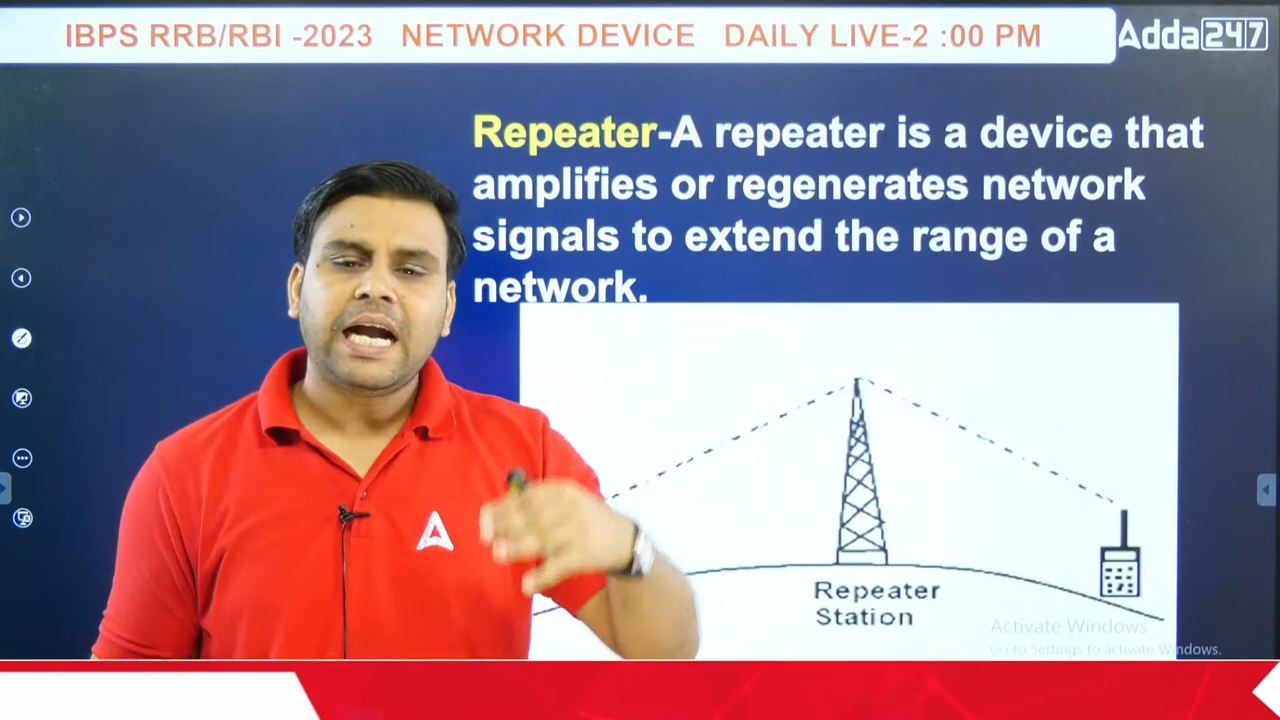 IBPS RRB/RBI -2023 NETWORK DEVICE DAILY LIVE-2 :00 PM
Adda247
Repeater-A repeater is a device that
amplifies or regenerates network
signals to extend the range of a
network.
Repeater
Station
Activate Windows
Go to Settings to activate Windows.